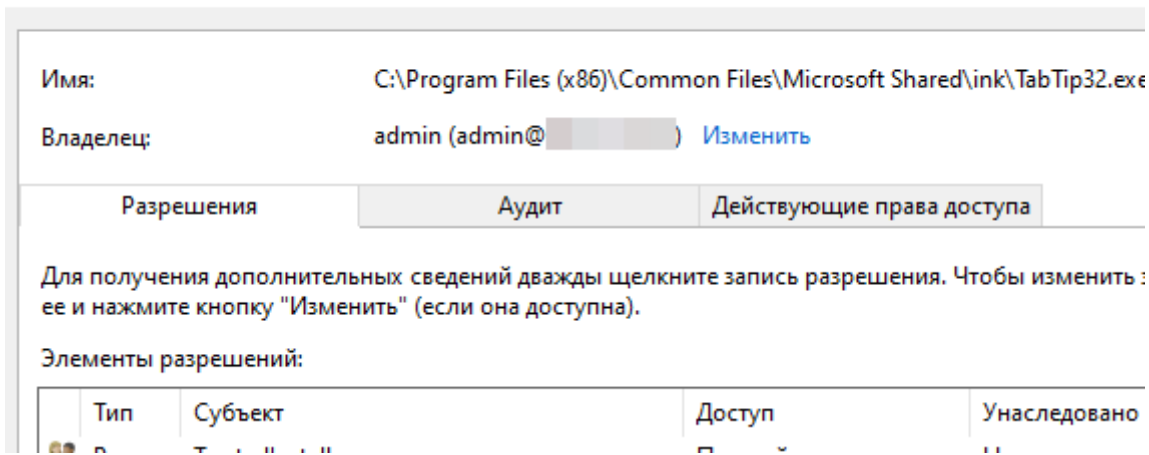 Имя: C:\Program Files (x86)\Common Files\Microsoft Shared\ink\TabTip32.exe
Владелец: admin (admin@ ) Изменить
Разрешения Аудит Действующие права доступа
Для получения дополнительных сведений дважды щелкните запись разрешения. Чтобы изменить
ее и нажмите кнопку "Изменить" (если она доступна).
Элементы разрешений:
Тип Субъект Доступ Унаследовано